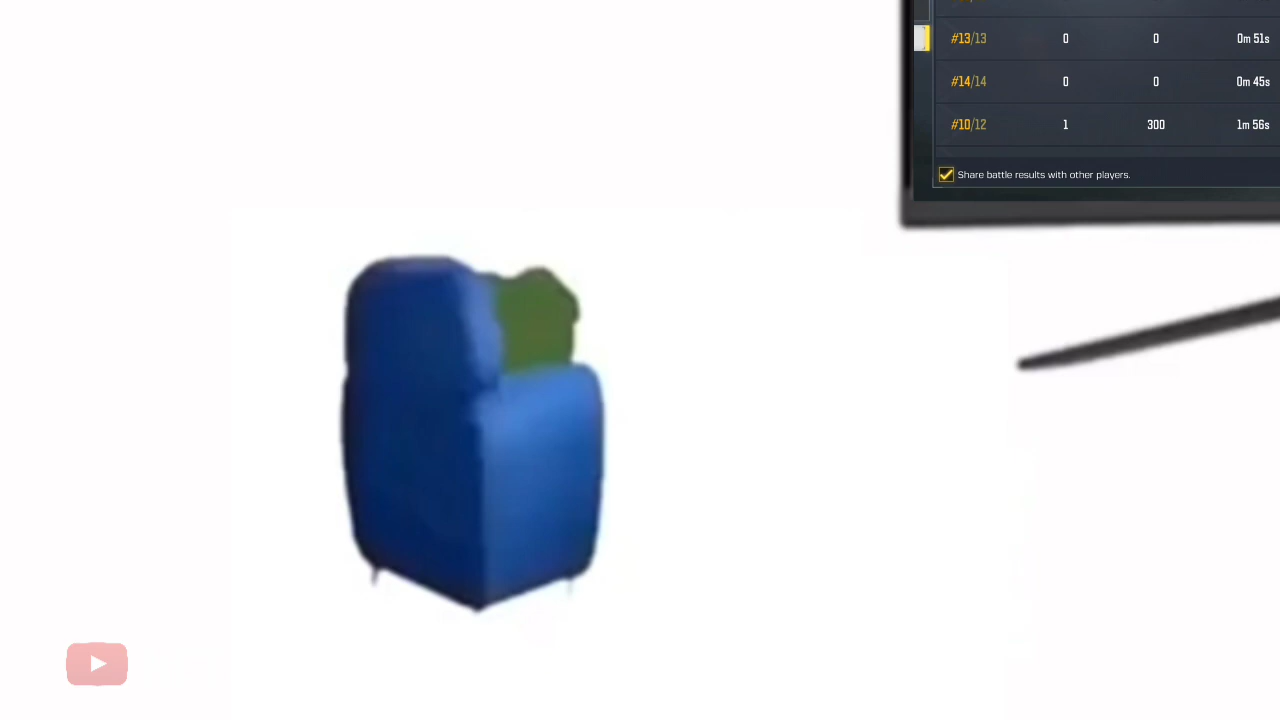 #13/13 0 0 0m 51s
#14/14 0 0 0m 45s
#10/12 1 300 1m 56s
Share battle results with other players.